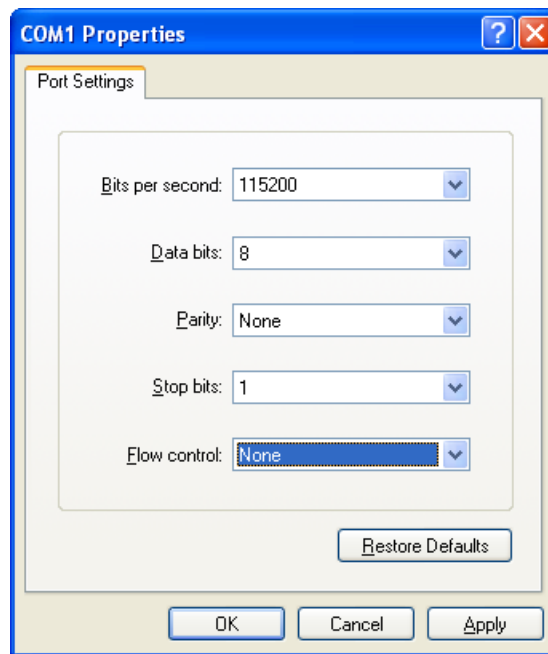 COM1 Properties
Port Settings
Bits per second: 115200
Data bits: 8
Parity: None
Stop bits: 1
Flow control: None
Restore Defaults
OK Cancel Apply